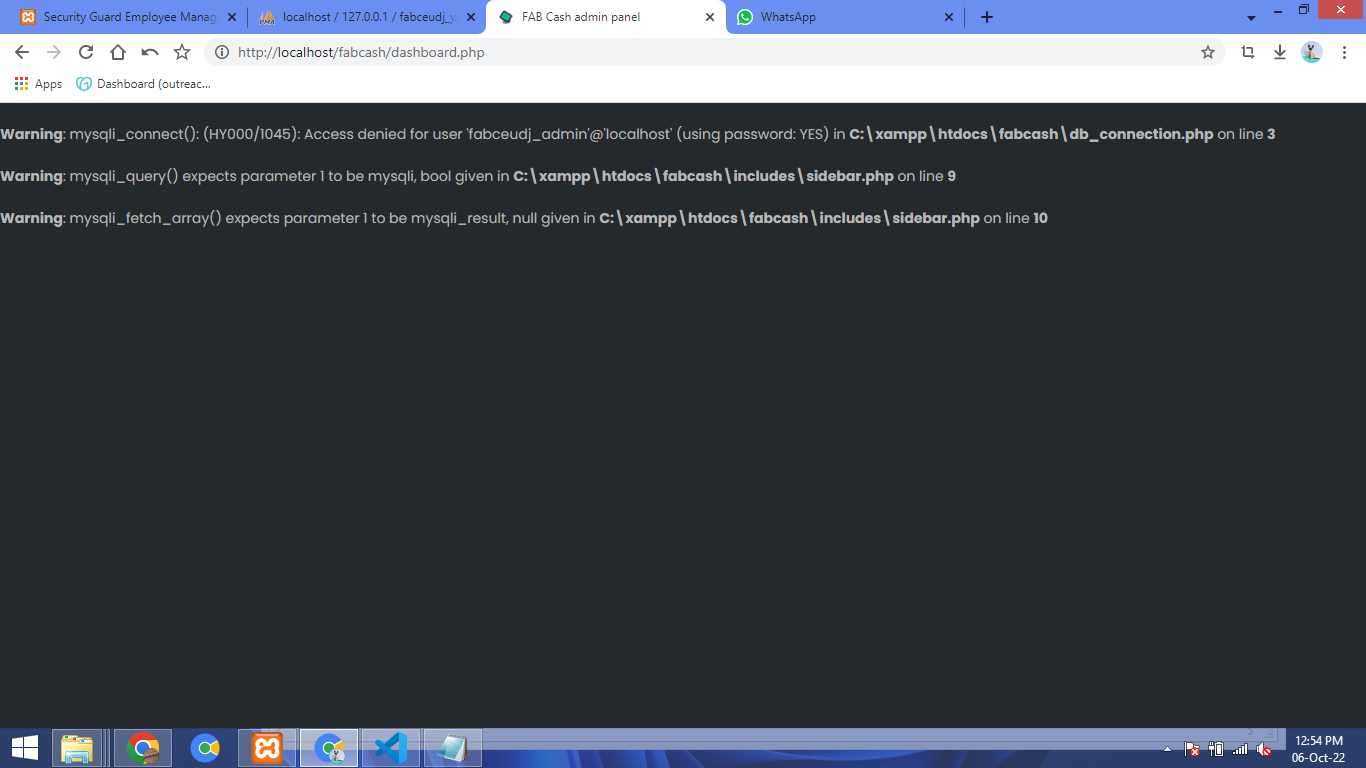 Security Guard Employee Manag
localhost / 127.0.0.1 / fabceudj_y
FAB Cash admin panel
WhatsApp
http://localhost/fabcash/dashboard.php
Apps
Dashboard (outreac...
Warning: mysqli_connect(): (HY000/1045): Access denied for user 'fabceudj_admin'@'localhost' (using password: YES) in C:\xampp\htdocs\fabcash\db_connection.php on line 3
Warning: mysqli_query() expects parameter 1 to be mysqli, bool given in C:\xampp\htdocs\fabcash\includes\sidebar.php on line 9
Warning: mysqli_fetch_array() expects parameter 1 to be mysqli_result, null given in C:\xampp\htdocs\fabcash\includes\sidebar.php on line 10
12:54 PM
06-Oct-22